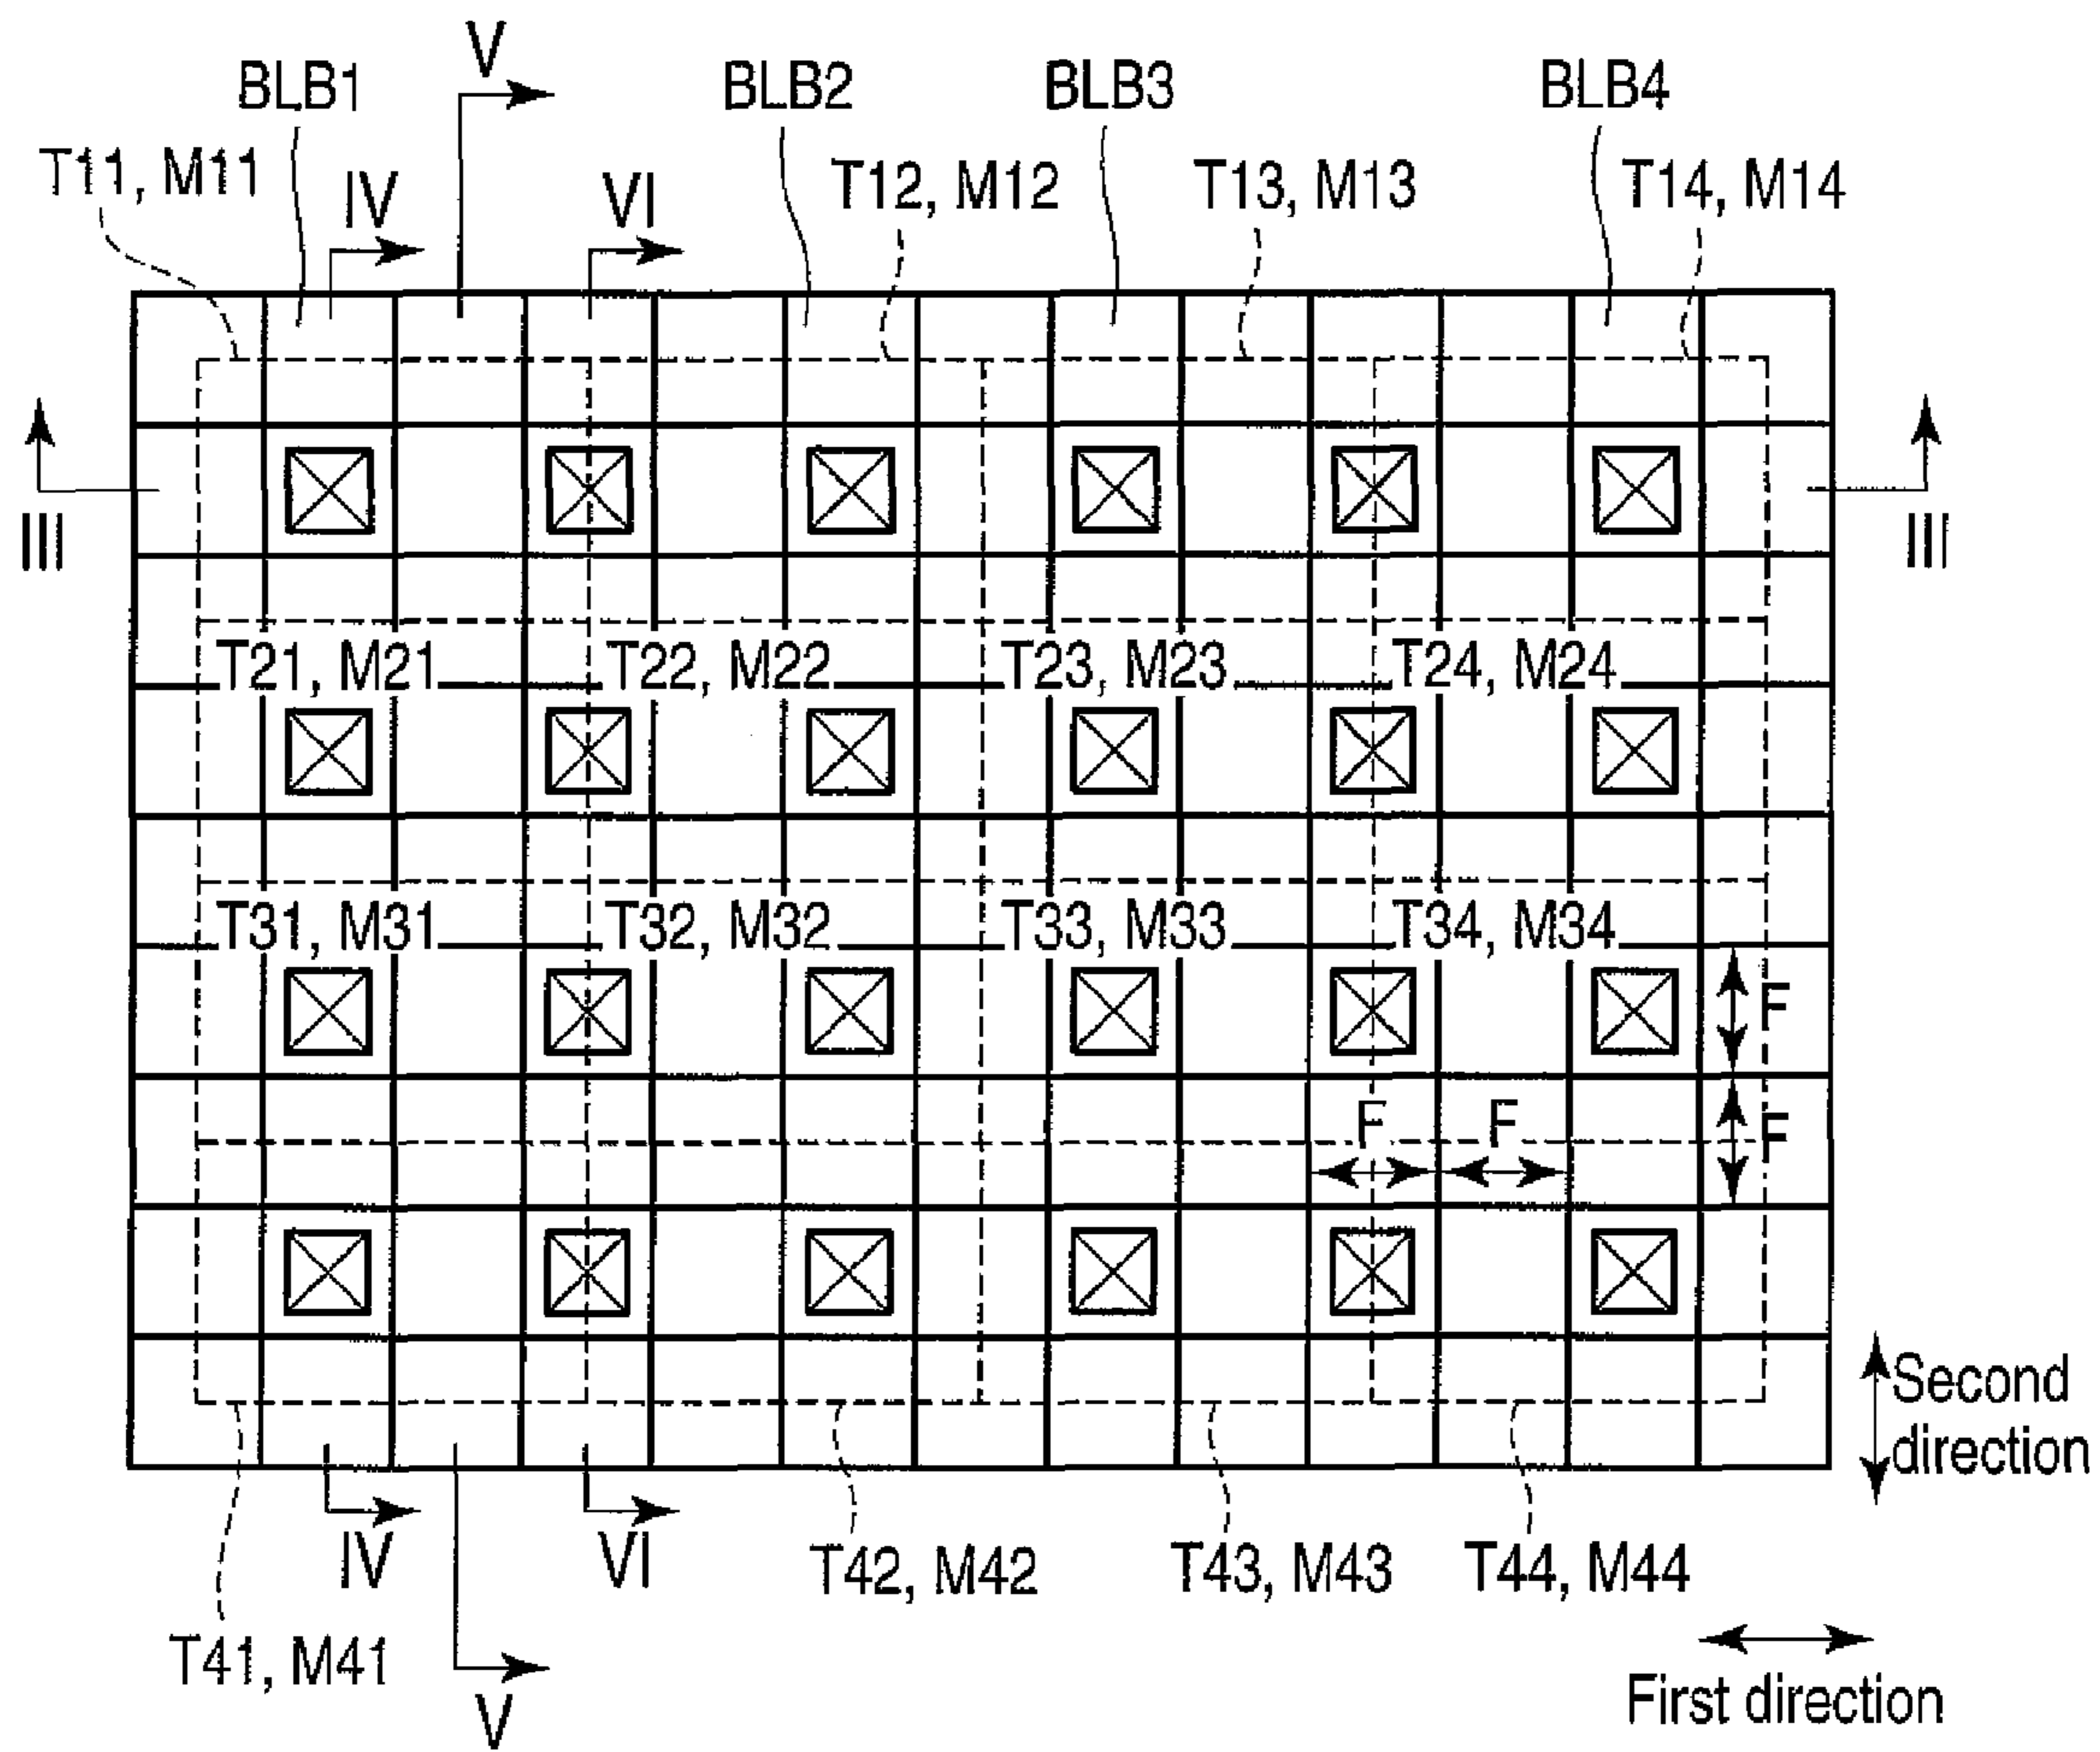 V
BLB1
BLB2
BLB3
BLB4
T11, M11
IV
VI
T12, M12
T13, M13
T14, M14
III
III
T21, M21
T22, M22
T23, M23
T24, M24
T31, M31
T32, M32
T33, M33
T34, M34
F
F
F
F
Second
direction
IV
VI
T42, M42
T43, M43
T44, M44
T41, M41
V
First direction